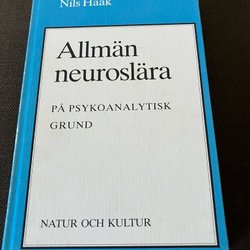 Nils Haak
Allmän
neuroslära
PÅ PSYKOANALYTISK
GRUND
NATUR OCH KULTUR